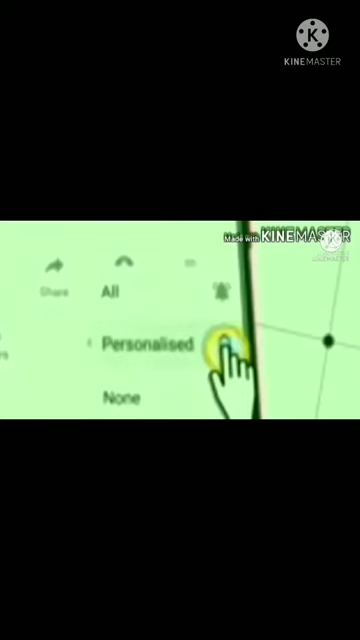 K
KINEMASTER
Made with KINEMASTER
Share
All
Personalised
None